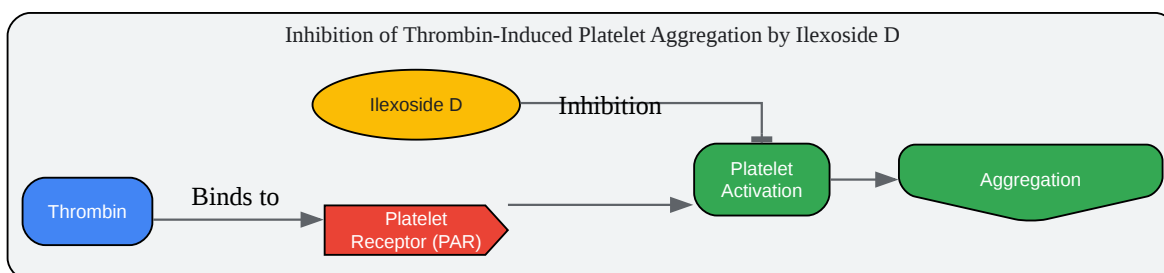 Inhibition of Thrombin-Induced Platelet Aggregation by Ilexoside D
Ilexoside D
Inhibition
Platelet
Activation
Aggregation
Thrombin
Binds to
Platelet
Receptor (PAR)